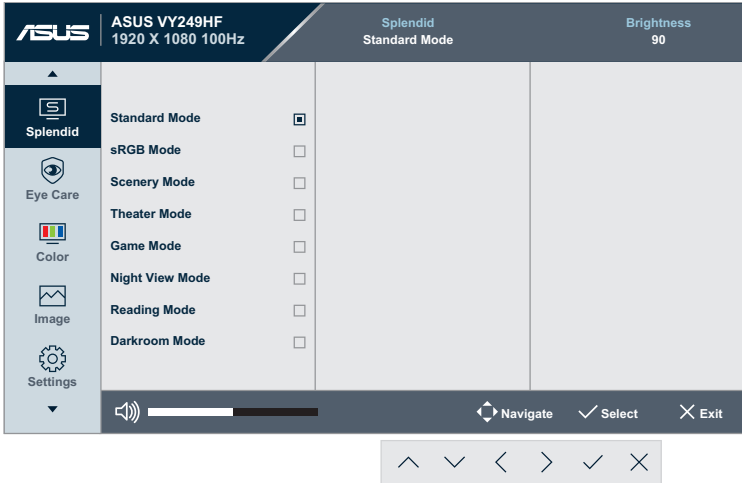 ASUS
ASUS VY249HF
1920 X 1080 100Hz
Splendid
Standard Mode
Brightness
90
Splendid
Eye Care
Color
Image
Settings
Standard Mode
sRGB Mode
Scenery Mode
Theater Mode
Game Mode
Night View Mode
Reading Mode
Darkroom Mode
Navigate
Select
Exit